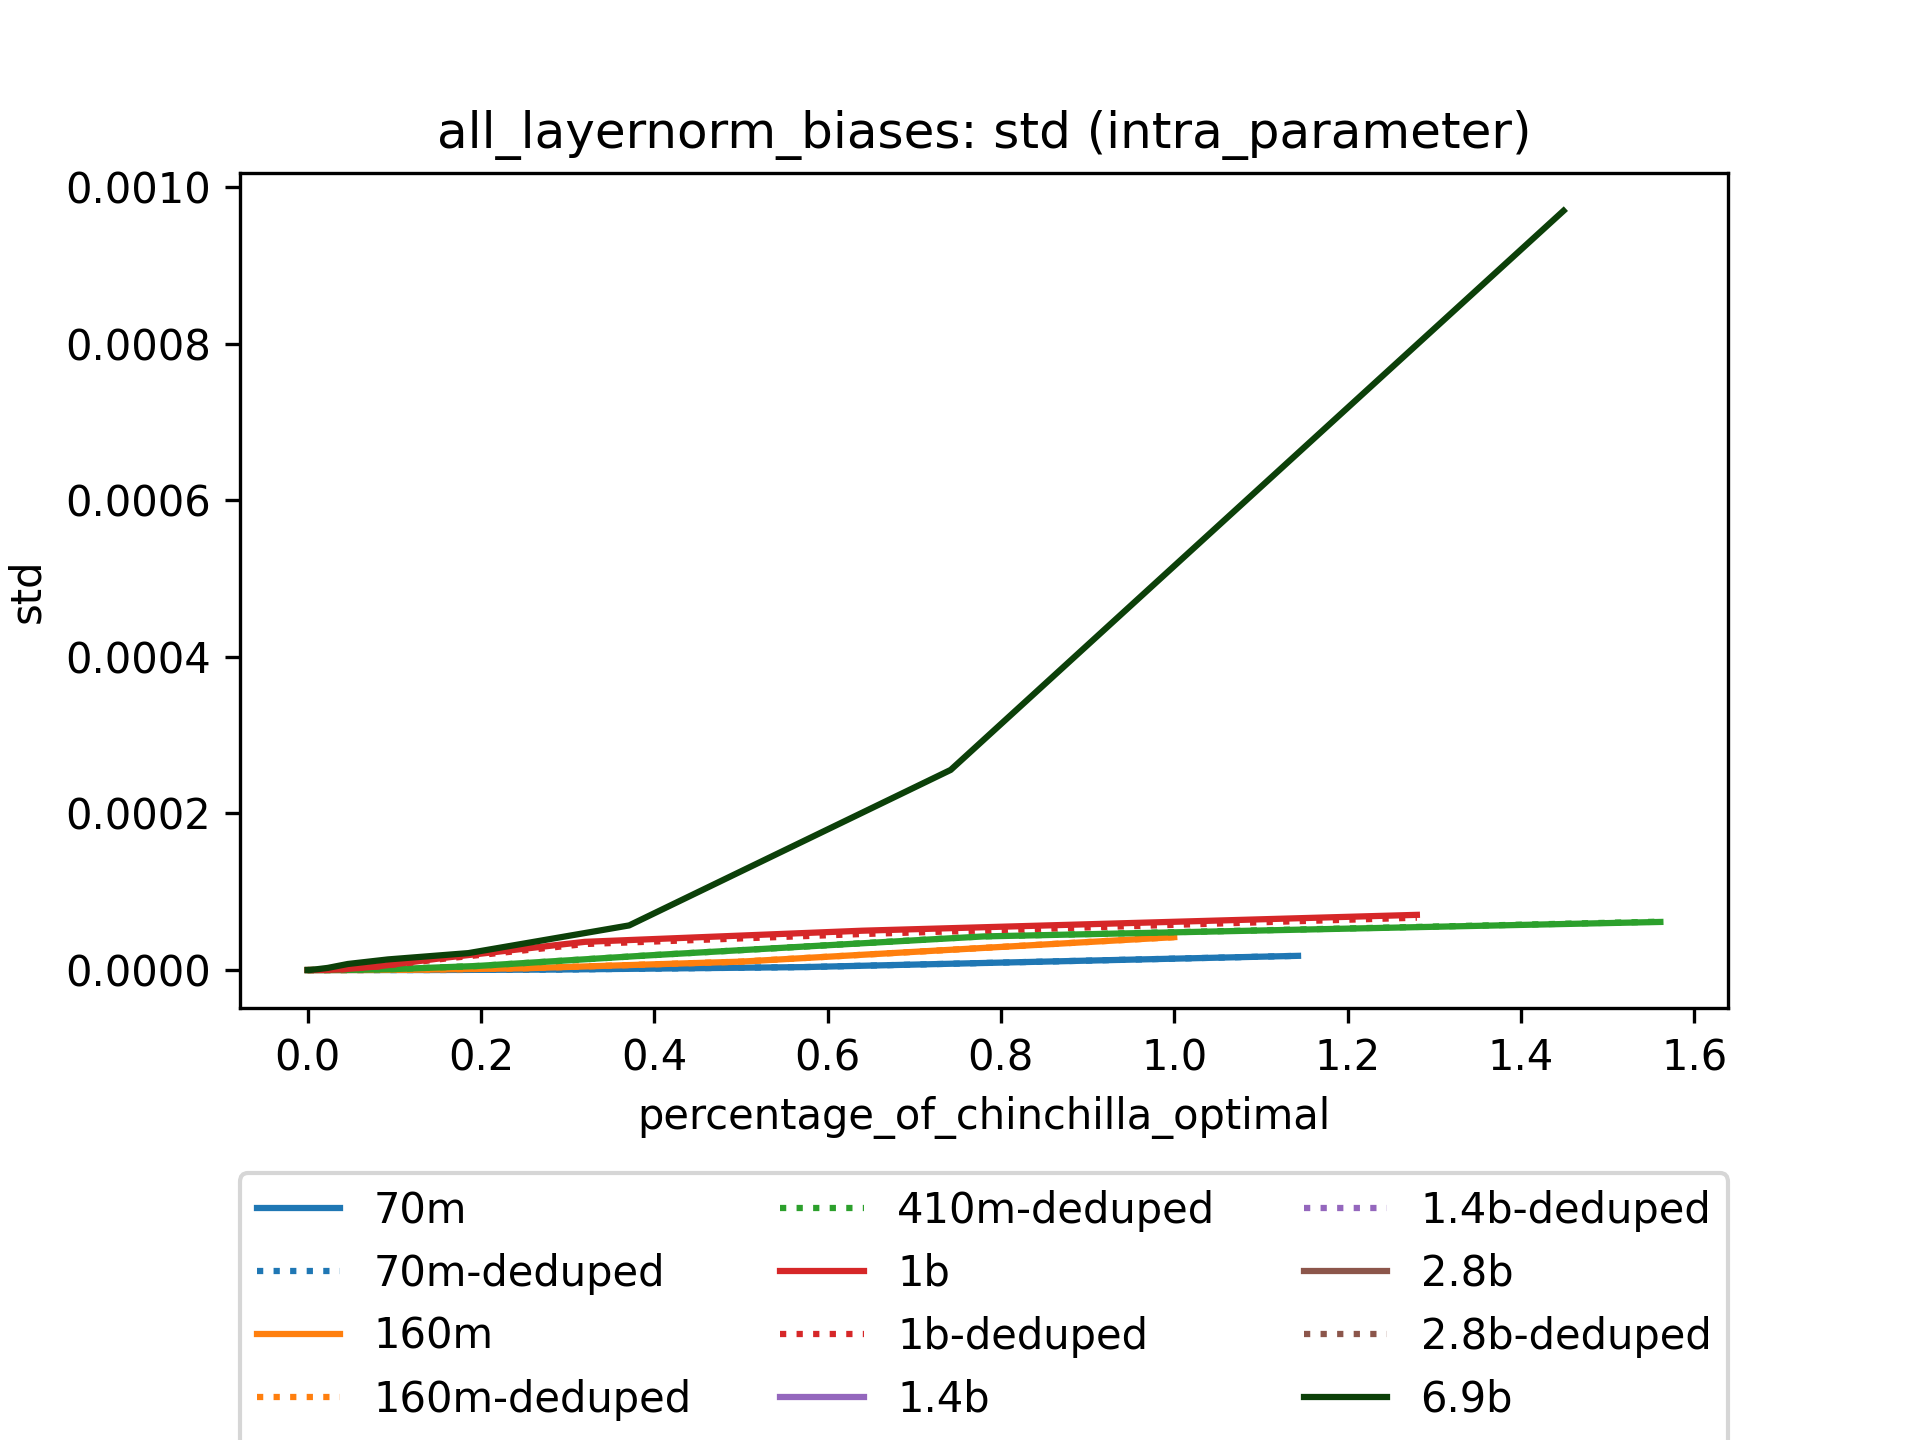 all_layernorm_biases: std (intra_parameter)
0.0010
0.0008
0.0006
0.0004
0.0002
0.0000
std
0.0 0.2 0.4 0.6 0.8 1.0 1.2 1.4 1.6
percentage_of_chinchilla_optimal
70m
70m-deduped
160m
160m-deduped
410m-deduped
1b
1b-deduped
1.4b
1.4b-deduped
2.8b
2.8b-deduped
6.9b